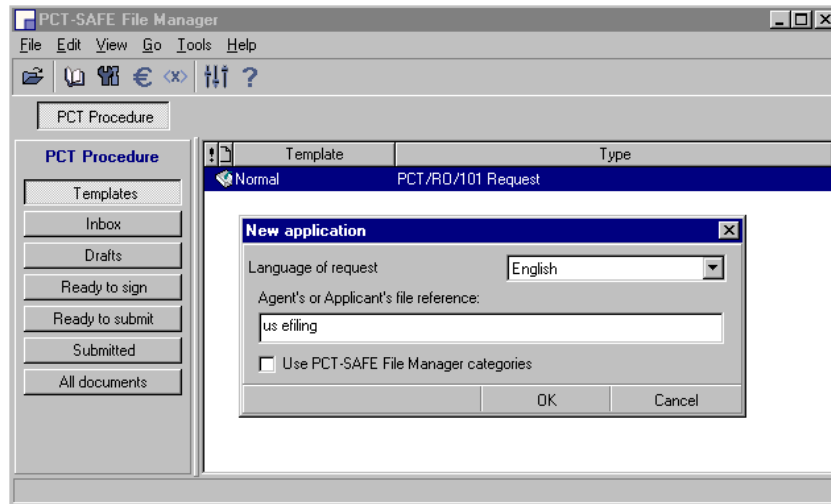 PCT-SAFE File Manager
File Edit View Go Tools Help
PCT Procedure
PCT Procedure
Templates
Inbox
Drafts
Ready to sign
Ready to submit
Submitted
All documents
! Template Type
Normal PCT/RO/101 Request
New application
Language of request English
Agent's or Applicant's file reference:
us efiling
Use PCT-SAFE File Manager categories
OK Cancel